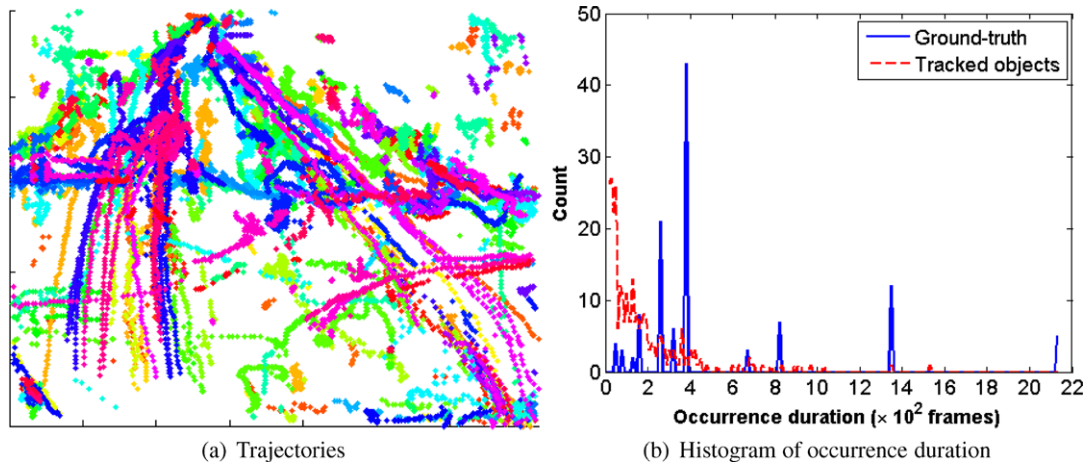 50
40
30
20
10
0
Count
Ground-truth
Tracked objects
0 2 4 6 8 10 12 14 16 18 20 22
Occurrence duration (× 10² frames)
(a) Trajectories
(b) Histogram of occurrence duration